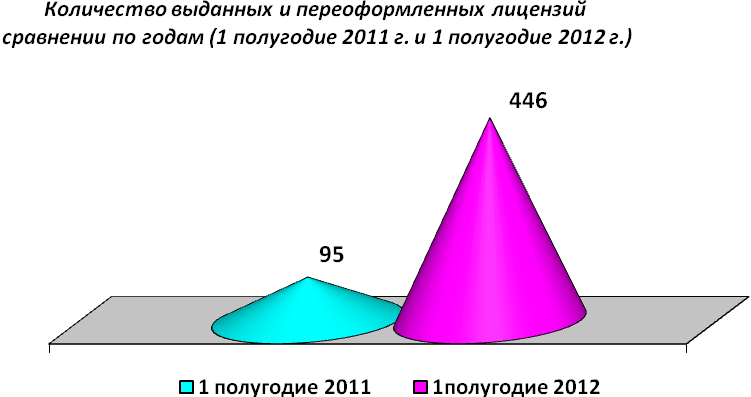 Количество выданных и переоформленных лицензий
сравнении по годам (1 полугодие 2011 г. и 1 полугодие 2012 г.)
446
95
1 полугодие 2011
1полугодие 2012